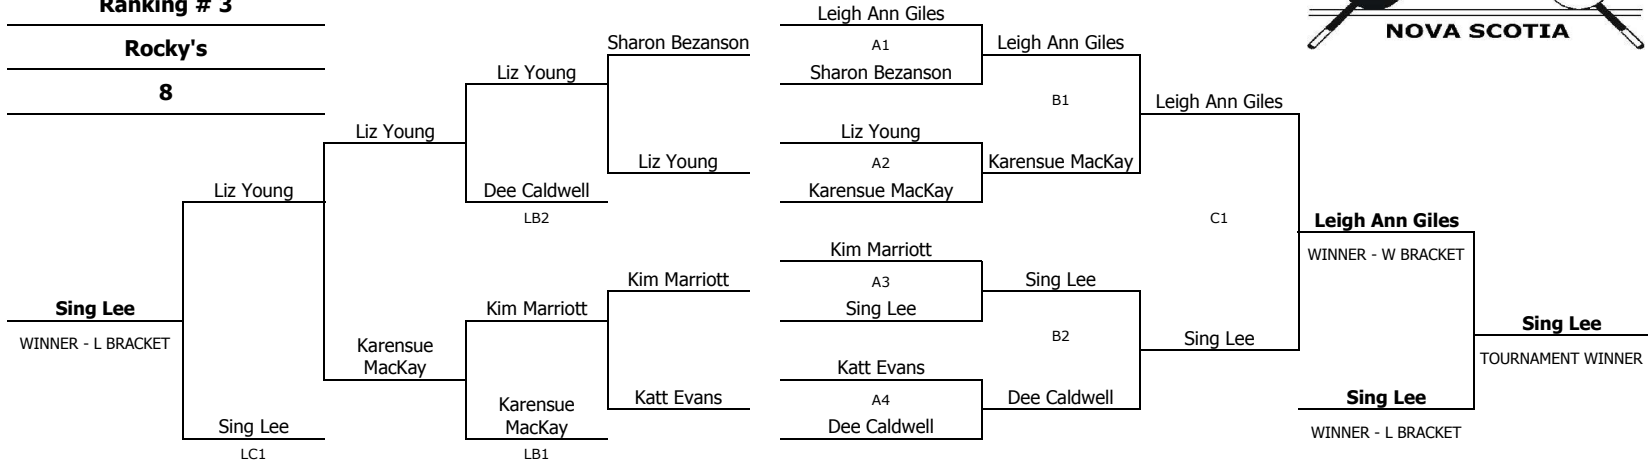 Ranking # 3
Rocky's
8
NOVA SCOTIA
Leigh Ann Giles
A1
Sharon Bezanson
Liz Young
A2
Karensue MacKay
Kim Marriott
A3
Sing Lee
Katt Evans
A4
Dee Caldwell
Leigh Ann Giles
B1
Karensue MacKay
Sing Lee
B2
Dee Caldwell
Leigh Ann Giles
C1
Sing Lee
Leigh Ann Giles
WINNER - W BRACKET
Sing Lee
WINNER - L BRACKET
Sing Lee
TOURNAMENT WINNER
Sharon Bezanson
Liz Young
Kim Marriott
Katt Evans
Liz Young
Dee Caldwell
LB2
Kim Marriott
Karensue
MacKay
LB1
Liz Young
Karensue
MacKay
Liz Young
Sing Lee
LC1
Sing Lee
WINNER - L BRACKET